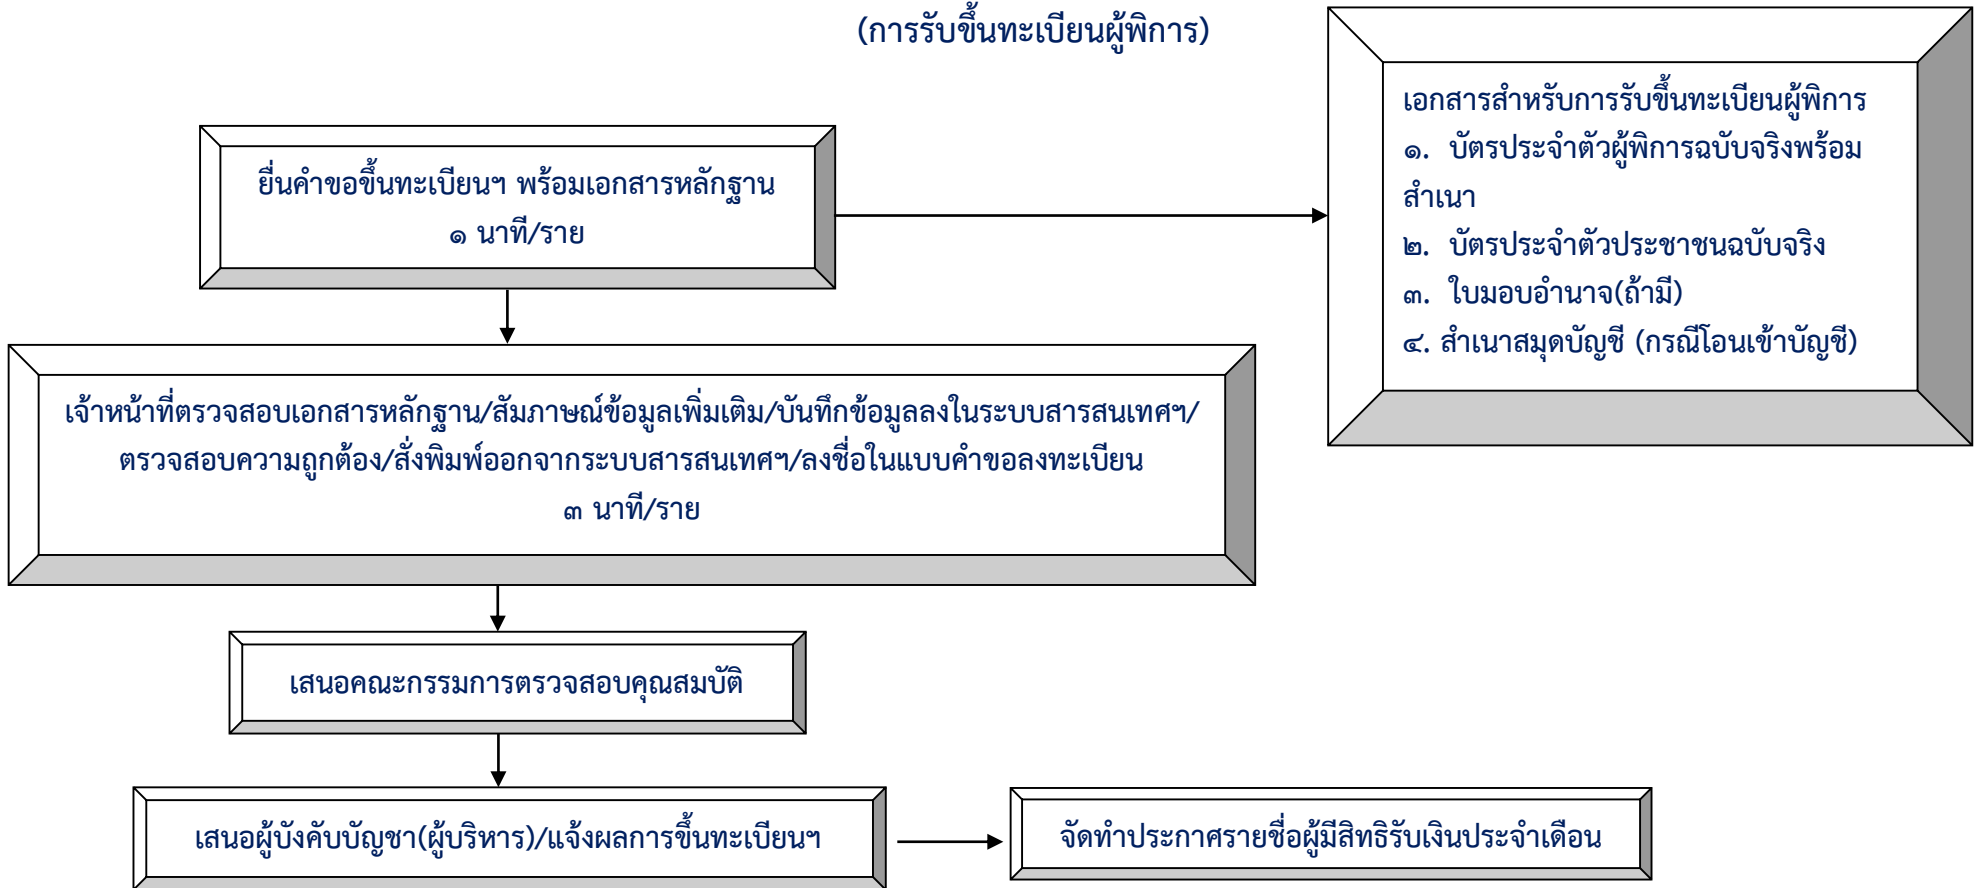 (การรับขึ้นทะเบียนผู้พิการ)
ยื่นคำขอขึ้นทะเบียนฯ พร้อมเอกสารหลักฐาน
๑ นาที/ราย
เอกสารสำหรับการรับขึ้นทะเบียนผู้พิการ
๑. บัตรประจำตัวผู้พิการฉบับจริงพร้อม
สำเนา
๒. บัตรประจำตัวประชาชนฉบับจริง
๓. ใบมอบอำนาจ(ถ้ามี)
๔. สำเนาสมุดบัญชี (กรณีโอนเข้าบัญชี)
เจ้าหน้าที่ตรวจสอบเอกสารหลักฐาน/สัมภาษณ์ข้อมูลเพิ่มเติม/บันทึกข้อมูลลงในระบบสารสนเทศฯ/
ตรวจสอบความถูกต้อง/สั่งพิมพ์ออกจากระบบสารสนเทศฯ/ลงชื่อในแบบคำขอลงทะเบียน
๓ นาที/ราย
เสนอคณะกรรมการตรวจสอบคุณสมบัติ
เสนอผู้บังคับบัญชา(ผู้บริหาร)/แจ้งผลการขึ้นทะเบียนฯ
จัดทำประกาศรายชื่อผู้มีสิทธิรับเงินประจำเดือน